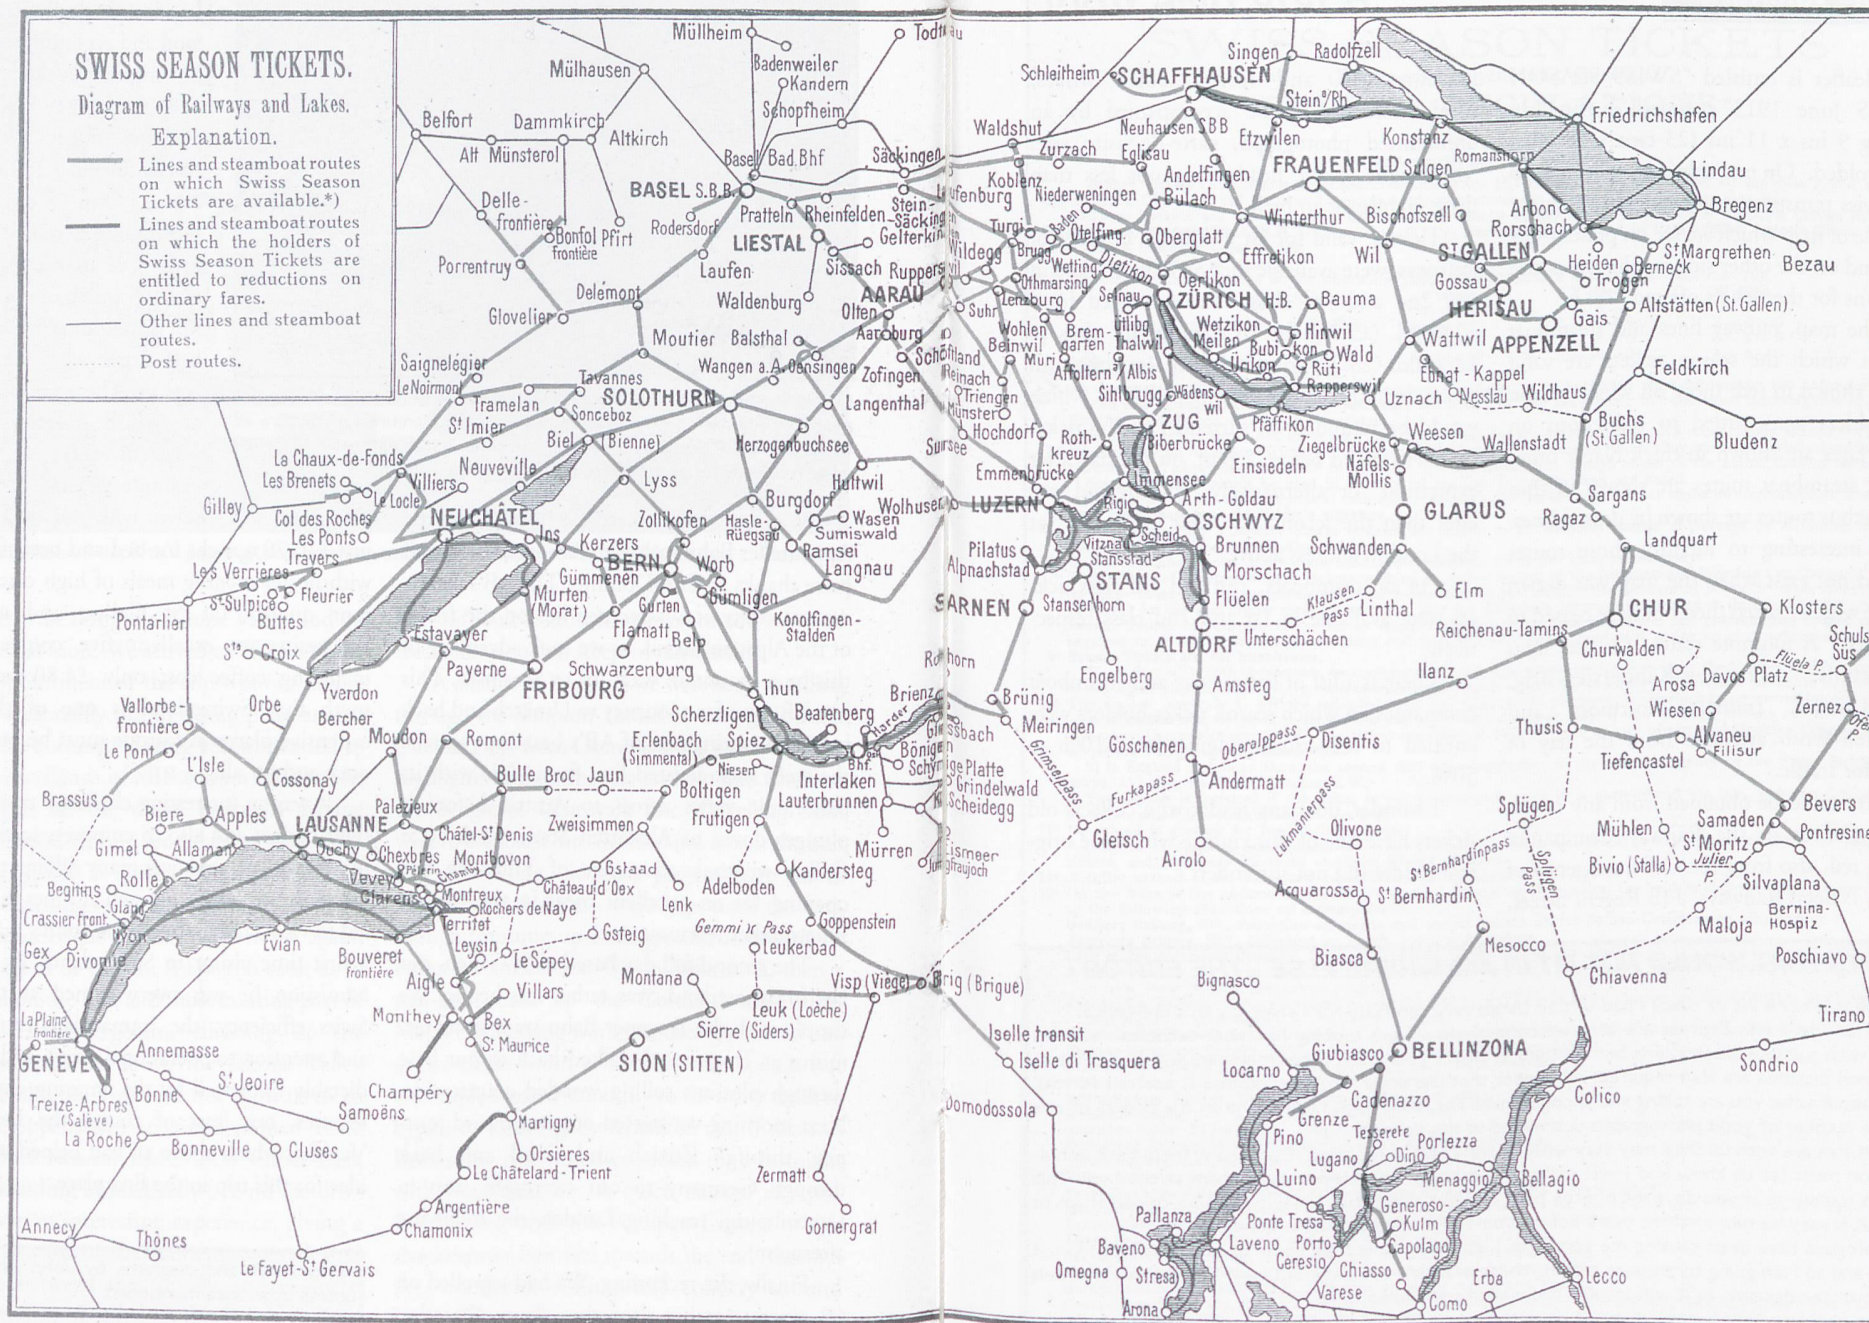 SWISS SEASON TICKETS.
Diagram of Railways and Lakes.
Explanation.
Lines and steamboat routes
on which Swiss Season
Tickets are available.*)
Lines and steamboat routes
on which the holders of
Swiss Season Tickets are
entitled to reductions on
ordinary fares.
Other lines and steamboat
routes.
Post routes.
Müllheim
Badenweiler
Kandern
Mülhausen
Schopfheim
Belfort
Dammkirch
Altkirch
Alt Münsterol
Basel Bad. Bhf
Säckingen
BASEL S.B.B.
Delle-
frontière
Bonfol
frontière
Pfirt
Rodersdorf
Pratteln
Rheinfelden
Stein-
Säcking
LIESTAL
Gelterkin
Sissach
Laufen
Waldenburg
Porrentruy
Delémont
Glovelier
AARAU
Olten
Aarburg
Moutier
Balsthal
Oensingen
Wangen a.A.
Zofingen
Saignelégier
Le Noirmont
Tramelan
Tavannes
Sonceboz
St Imier
SOLOTHURN
Langenthal
Herzogenbuchsee
Biel (Bienne)
La Chaux-de-Fonds
Les Brenets
Le Locle
Villiers
Neuveville
Lyss
Burgdorf
Huttwil
Gilley
Col des Roches
Les Ponts
NEUCHÂTEL
Ins
Kerzers
Zollikofen
Hasle-
Rüegsau
Wasen
Sumiswald
Ramsei
Langnau
Travers
Les Verrières
Fleurier
St-Sulpice
Buttes
Pontarlier
BERN
Gümmenen
Worb
Gümligen
Murten
(Morat)
Gurten
Flamatt
Belp
Konolfingen-
Stalden
Ste Croix
Estavayer
Payerne
Schwarzenburg
FRIBOURG
Yverdon
Thun
Scherzligen
Beatenberg
Harder
Brienz
Vallorbe-
frontière
Orbe
Bercher
Le Pont
Moudon
Romont
Erlenbach
(Simmental)
Spiez
Niesen
Interlaken
Bönigen
L'Isle
Cossonay
Bulle
Broc
Jaun
Boltigen
Lauterbrunnen
Grindelwald
Scheidegg
Brassus
Bière
Apples
LAUSANNE
Palézieux
Châtel-St Denis
Zweisimmen
Frutigen
Mürren
Eismeer
Jungfraujoch
Gimel
Allaman
Ouchy
Chexbres
Pélerin
Chamby
Montbovon
Gstaad
Château d'Oex
Lenk
Adelboden
Kandersteg
Begnins
Rolle
Gland
Vevey
Clarens
Montreux
Rochers de Naye
Territet
Crassier front.
Nyon
Evian
Bouveret
frontière
Leysin
Le Sépey
Gsteig
Gemmi Pass
Goppenstein
Leukerbad
Gex
Divonne
Aigle
Villars
Montana
Visp (Viège)
Brig (Brigue)
Monthey
Bex
St Maurice
Sierre (Siders)
Leuk (Loèche)
La Plaine
frontière
GENÈVE
SION (SITTEN)
Annemasse
Bonne
St Jeoire
Samoëns
Champéry
Treize-Arbres
(Salève)
La Roche
Bonneville
Cluses
Martigny
Orsières
Le Châtelard-Trient
Zermatt
Gornergrat
Annecy
Thônes
Argentière
Chamonix
Le Fayet-St Gervais
Schleitheim
SCHAFFHAUSEN
Singen
Radolfzell
Stein a/Rh.
Waldshut
Neuhausen SBB
Etzwilen
Konstanz
Friedrichshafen
Zurzach
Eglisau
Andelfingen
FRAUENFELD
Sulgen
Romanshorn
Lindau
Koblenz
Niederweningen
Bülach
Winterthur
Bischofszell
Arbon
Rorschach
Bregenz
Turgi
Baden
Otelfing
Oberglatt
Wil
ST GALLEN
Heiden
Berneck
St Margrethen
Bezau
Wildegg
Brugg
Wetting.
Dietikon
Effretikon
Oerlikon
Gossau
Trogen
Othmarsing
Lenzburg
Selnau
ZÜRICH H-B.
Bauma
HERISAU
Gais
Altstätten (St. Gallen)
Suhr
Wohlen
Bremgarten
Ütlibg
Wetzikon
Hinwil
Wattwil
APPENZELL
Beinwil
Muri
Thalwil
Meilen
Bubikon
Wald
Reinach
Affoltern a/Albis
Ürikon
Rüti
Ebnat-Kappel
Feldkirch
Triengen
Münster
Sihlbrugg
Wädenswil
Rapperswil
Uznach
Nesslau
Wildhaus
Buchs
(St. Gallen)
Bludenz
Hochdorf
ZUG
Pfäffikon
Sursee
Rothkreuz
Biberbrücke
Ziegelbrücke
Weesen
Wallenstadt
Emmenbrücke
Immensee
Einsiedeln
Näfels-
Mollis
Sargans
LUZERN
Rigi
Arth-Goldau
SCHWYZ
GLARUS
Ragaz
Vitznau
Scheid.
Brunnen
Schwanden
Landquart
Pilatus
Alpnachstad
Stansstad
STANS
Morschach
SARNEN
Stanserhorn
Flüelen
Klausen
Pass
Linthal
Elm
CHUR
Klosters
ALTDORF
Unterschächen
Reichenau-Tamins
Churwalden
Schuls
Süs
Engelberg
Amsteg
Ilanz
Arosa
Davos Platz
Flüela P.
Brünig
Meiringen
Wiesen
Zernez
Grimselpass
Göschenen
Oberalppass
Disentis
Thusis
Alvaneu
Filisur
Tiefencastel
Andermatt
Furkapass
Lukmanierpass
Gletsch
Airolo
Olivone
Splügen
Mühlen
Bevers
Samaden
Pontresina
St Bernhardinpass
Splügen
Pass
Bivio (Stalla)
Julier
P.
St Moritz
Silvaplana
Acquarossa
St Bernhardin
Maloja
Bernina-
Hospiz
Biasca
Mesocco
Chiavenna
Poschiavo
Bignasco
Tirano
Iselle transit
Iselle di Trasquera
Giubiasco
BELLINZONA
Sondrio
Locarno
Cadenazzo
Colico
Domodossola
Grenze
Pino
Tesserete
Dino
Porlezza
Lugano
Luino
Menaggio
Bellagio
Pallanza
Ponte Tresa
Generoso-
Kulm
Baveno
Laveno
Porto
Ceresio
Capolago
Omegna
Stresa
Chiasso
Erba
Lecco
Varese
Como
Arona